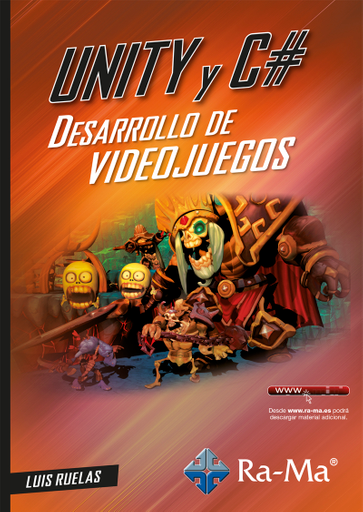 UNITY y C#
DESARROLLO DE
VIDEOJUEGOS
WWW
Desde www.ra-ma.es podrá
descargar material adicional.
LUIS RUELAS
Ra-Ma®